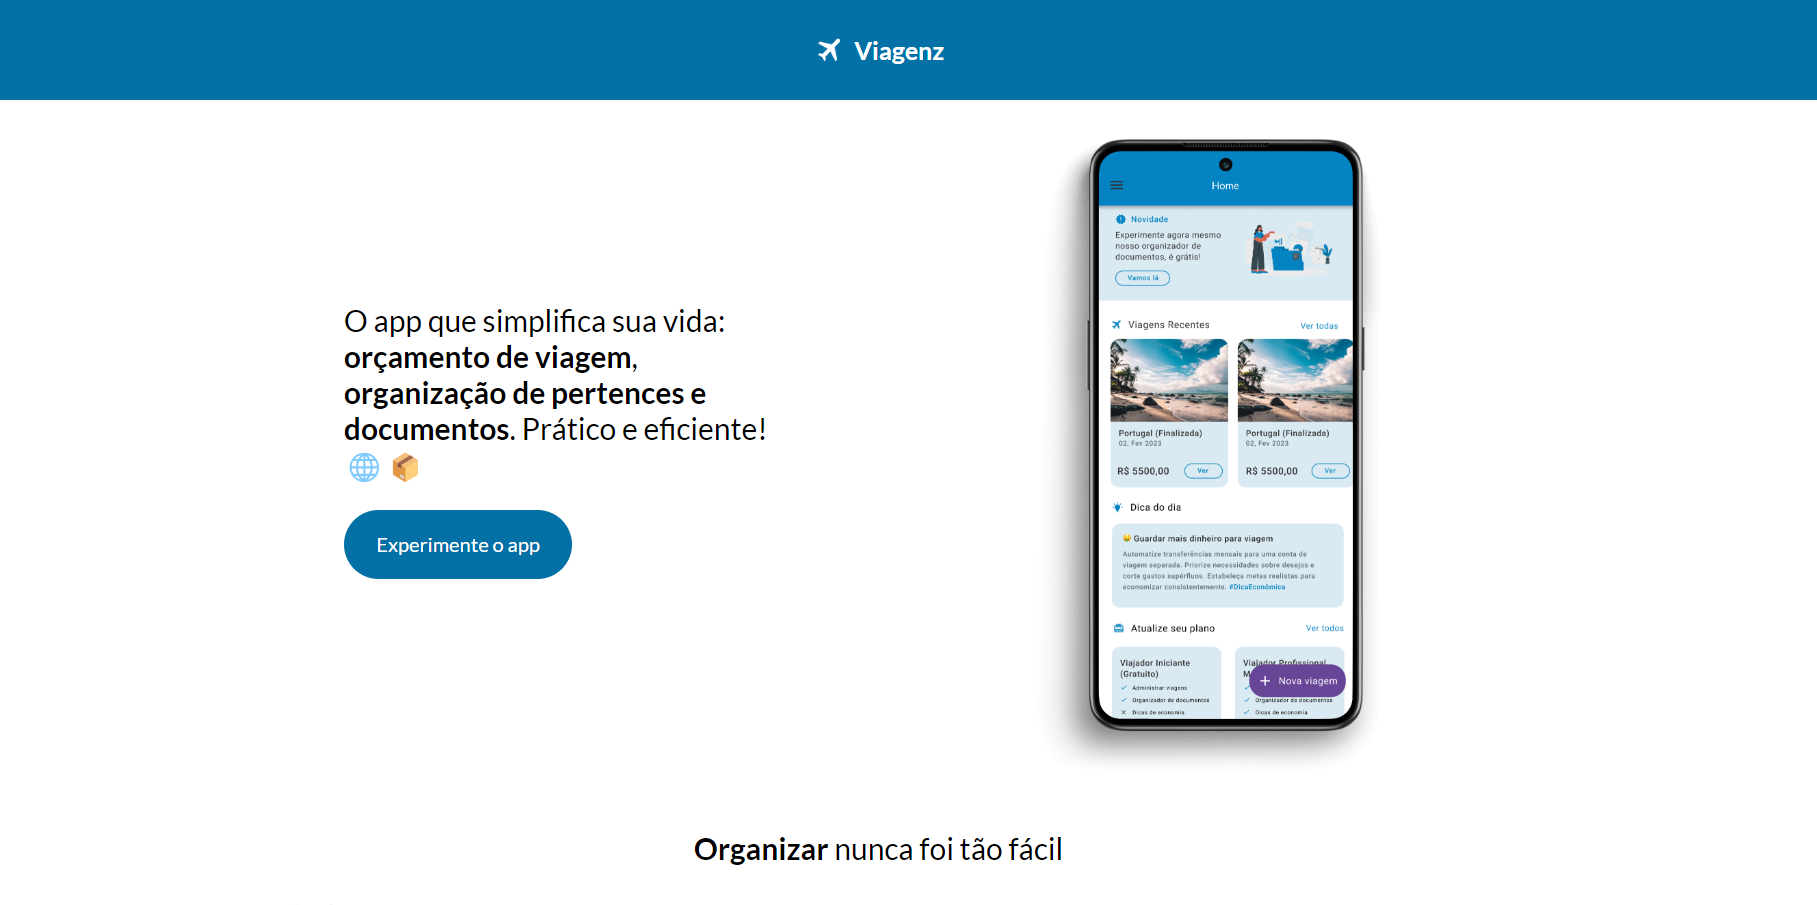 Viagenz
O app que simplifica sua vida:
orçamento de viagem,
organização de pertences e
documentos. Prático e eficiente!
Experimente o app
Home
Novidade
Experimente agora mesmo
nosso organizador de
documentos, é grátis!
Vamos lá
Viagens Recentes
Ver todas
Portugal (Finalizada)
02, Fev 2023
R$ 5500,00
Ver
Portugal (Finalizada)
02, Fev 2023
R$ 5500,00
Ver
Dica do dia
Guardar mais dinheiro para viagem
Automatize transferências mensais para uma conta de
viagem separada. Priorize necessidades sobre desejos e
corte gastos supérfluos. Estabeleça metas realistas para
economizar consistentemente. #DicaEconômica
Atualize seu plano
Ver todos
Viajador Iniciante
(Gratuito)
Administrar viagens
Organizador de documentos
Dicas de economia
Viajador Profissional
Nova viagem
Organizador de documentos
Dicas de economia
Organizar nunca foi tão fácil